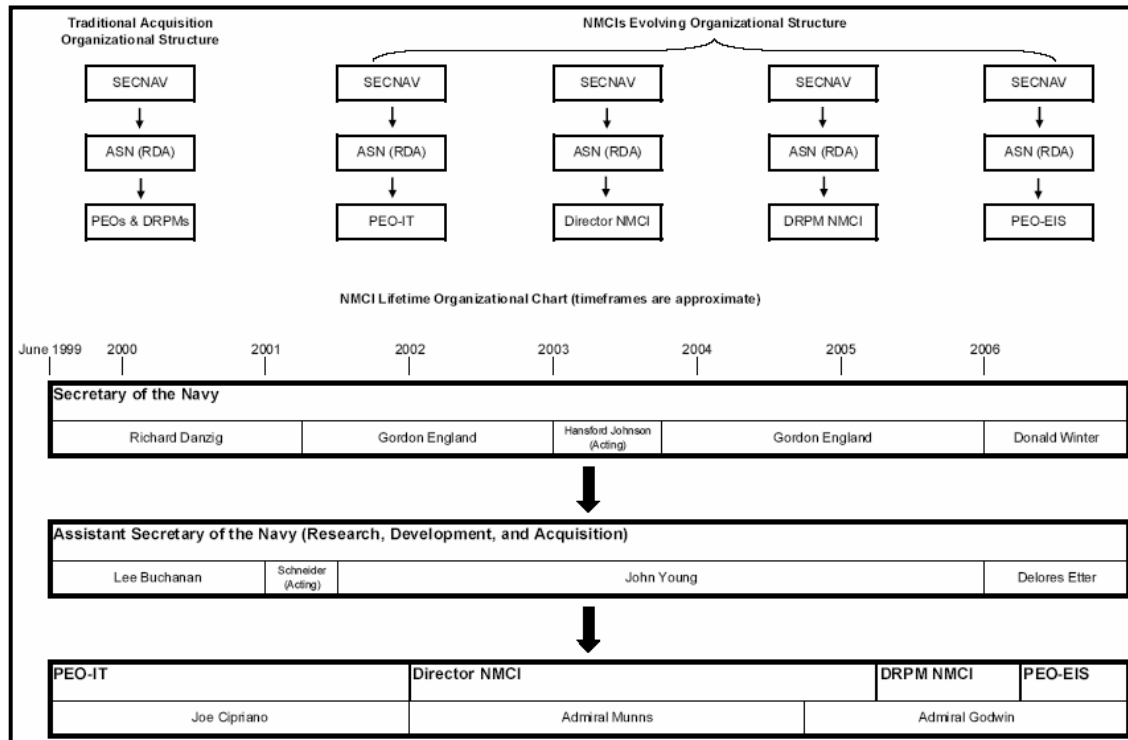 Traditional Acquisition
Organizational Structure
NMCIs Evolving Organizational Structure
SECNAV
SECNAV
SECNAV
SECNAV
SECNAV
ASN (RDA)
ASN (RDA)
ASN (RDA)
ASN (RDA)
ASN (RDA)
PEOs & DRPMs
PEO-IT
Director NMCI
DRPM NMCI
PEO-EIS
NMCI Lifetime Organizational Chart (timeframes are approximate)
June 1999
2000
2001
2002
2003
2004
2005
2006
Secretary of the Navy
Richard Danzig
Gordon England
Hansford Johnson
(Acting)
Gordon England
Donald Winter
Assistant Secretary of the Navy (Research, Development, and Acquisition)
Lee Buchanan
Schneider
(Acting)
John Young
Delores Etter
PEO-IT
Director NMCI
DRPM NMCI
PEO-EIS
Joe Cipriano
Admiral Munns
Admiral Godwin